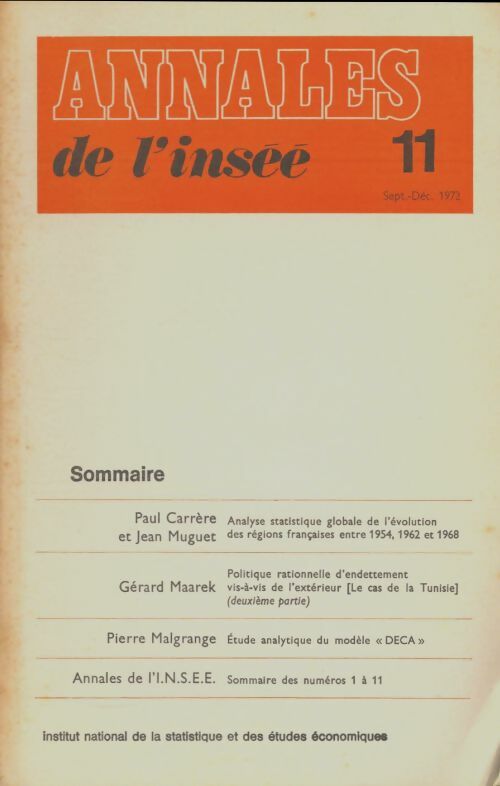 ANNALES
de l'inséé 11
Sept.-Déc. 1972
Sommaire
Paul Carrère
et Jean Muguet
Analyse statistique globale de l'évolution
des régions françaises entre 1954, 1962 et 1968
Gérard Maarek
Politique rationnelle d'endettement
vis-à-vis de l'extérieur [Le cas de la Tunisie]
(deuxième partie)
Pierre Malgrange Étude analytique du modèle « DECA »
Annales de l'I.N.S.E.E. Sommaire des numéros 1 à 11
institut national de la statistique et des études économiques